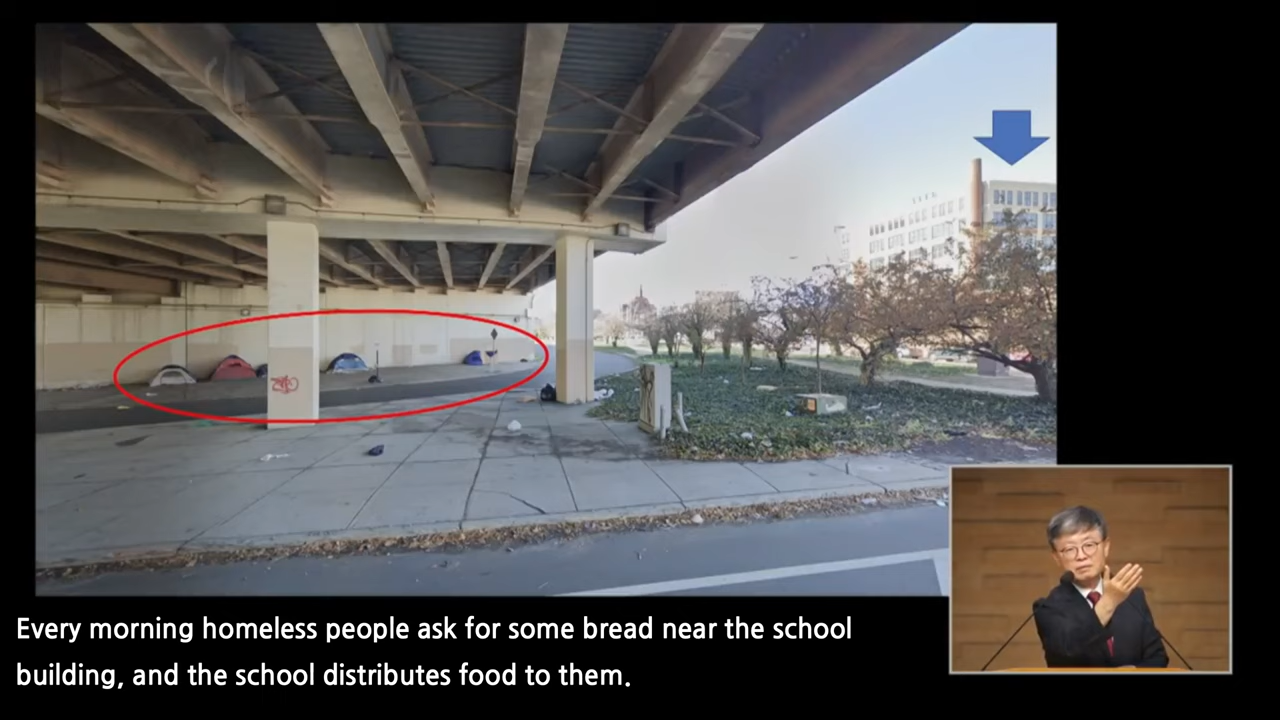 Every morning homeless people ask for some bread near the school
building, and the school distributes food to them.